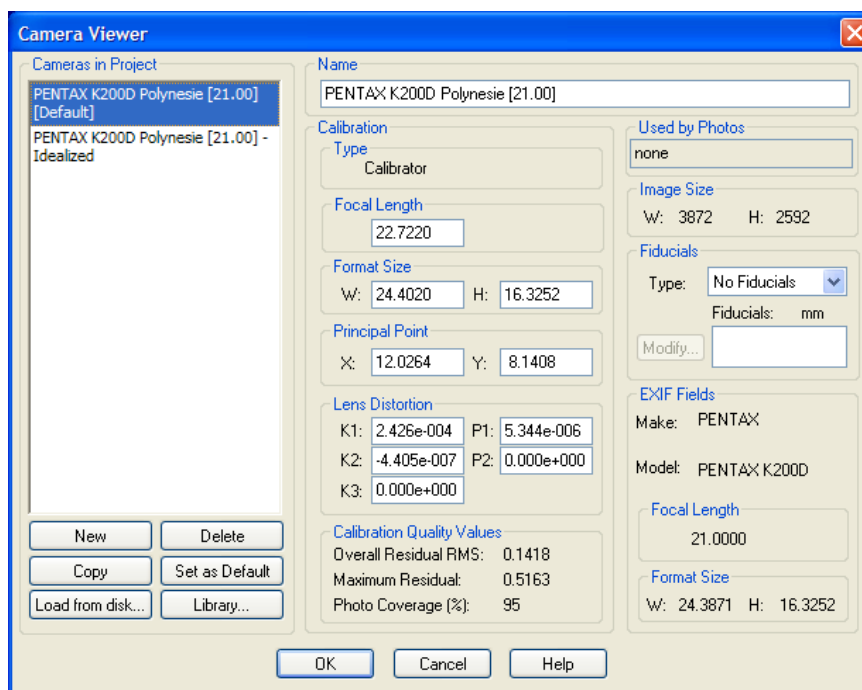 Camera Viewer
Cameras in Project
PENTAX K200D Polynesie [21.00]
[Default]
PENTAX K200D Polynesie [21.00] -
Idealized
New
Delete
Copy
Set as Default
Load from disk...
Library...
Name
PENTAX K200D Polynesie [21.00]
Calibration
Type
Calibrator
Focal Length
22.7220
Format Size
W: 24.4020 H: 16.3252
Principal Point
X: 12.0264 Y: 8.1408
Lens Distortion
K1: 2.426e-004 P1: 5.344e-006
K2: -4.405e-007 P2: 0.000e+000
K3: 0.000e+000
Calibration Quality Values
Overall Residual RMS: 0.1418
Maximum Residual: 0.5163
Photo Coverage (%): 95
Used by Photos
none
Image Size
W: 3872 H: 2592
Fiducials
Type: No Fiducials
Fiducials: mm
Modify...
EXIF Fields
Make: PENTAX
Model: PENTAX K200D
Focal Length
21.0000
Format Size
W: 24.3871 H: 16.3252
OK
Cancel
Help